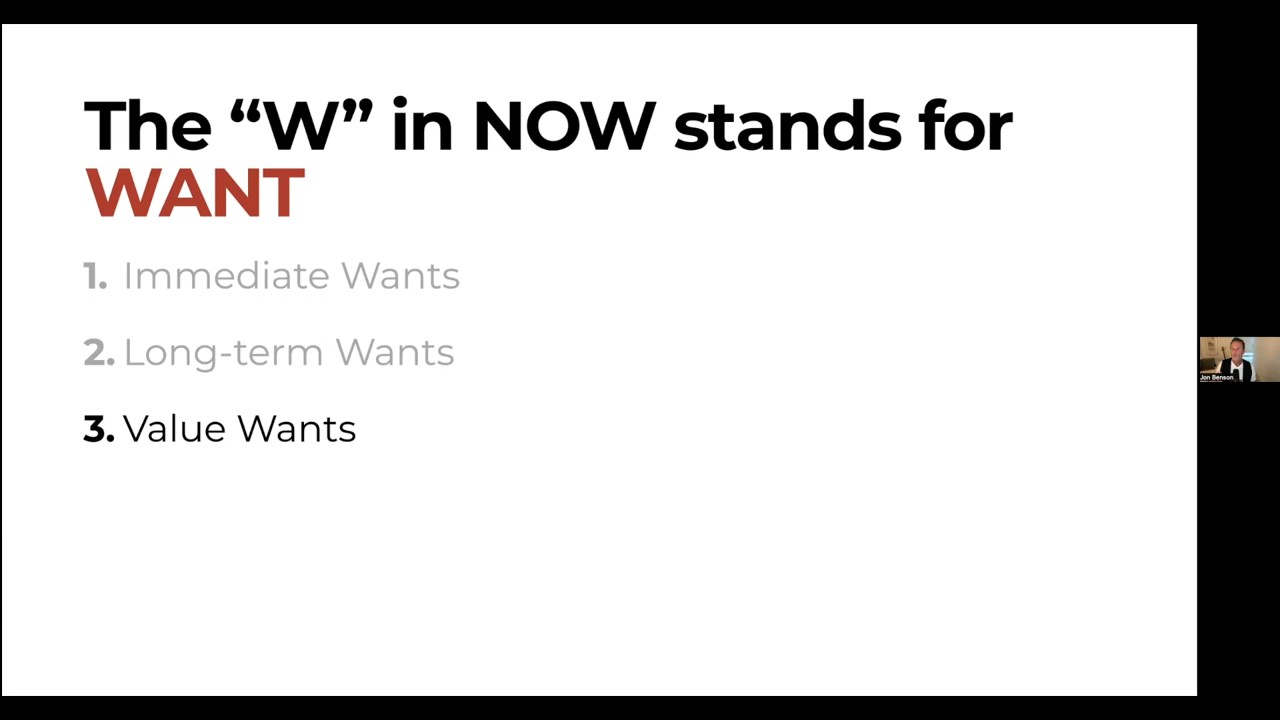 The “W” in NOW stands for
WANT
1. Immediate Wants
2. Long-term Wants
3. Value Wants
Jon Benson